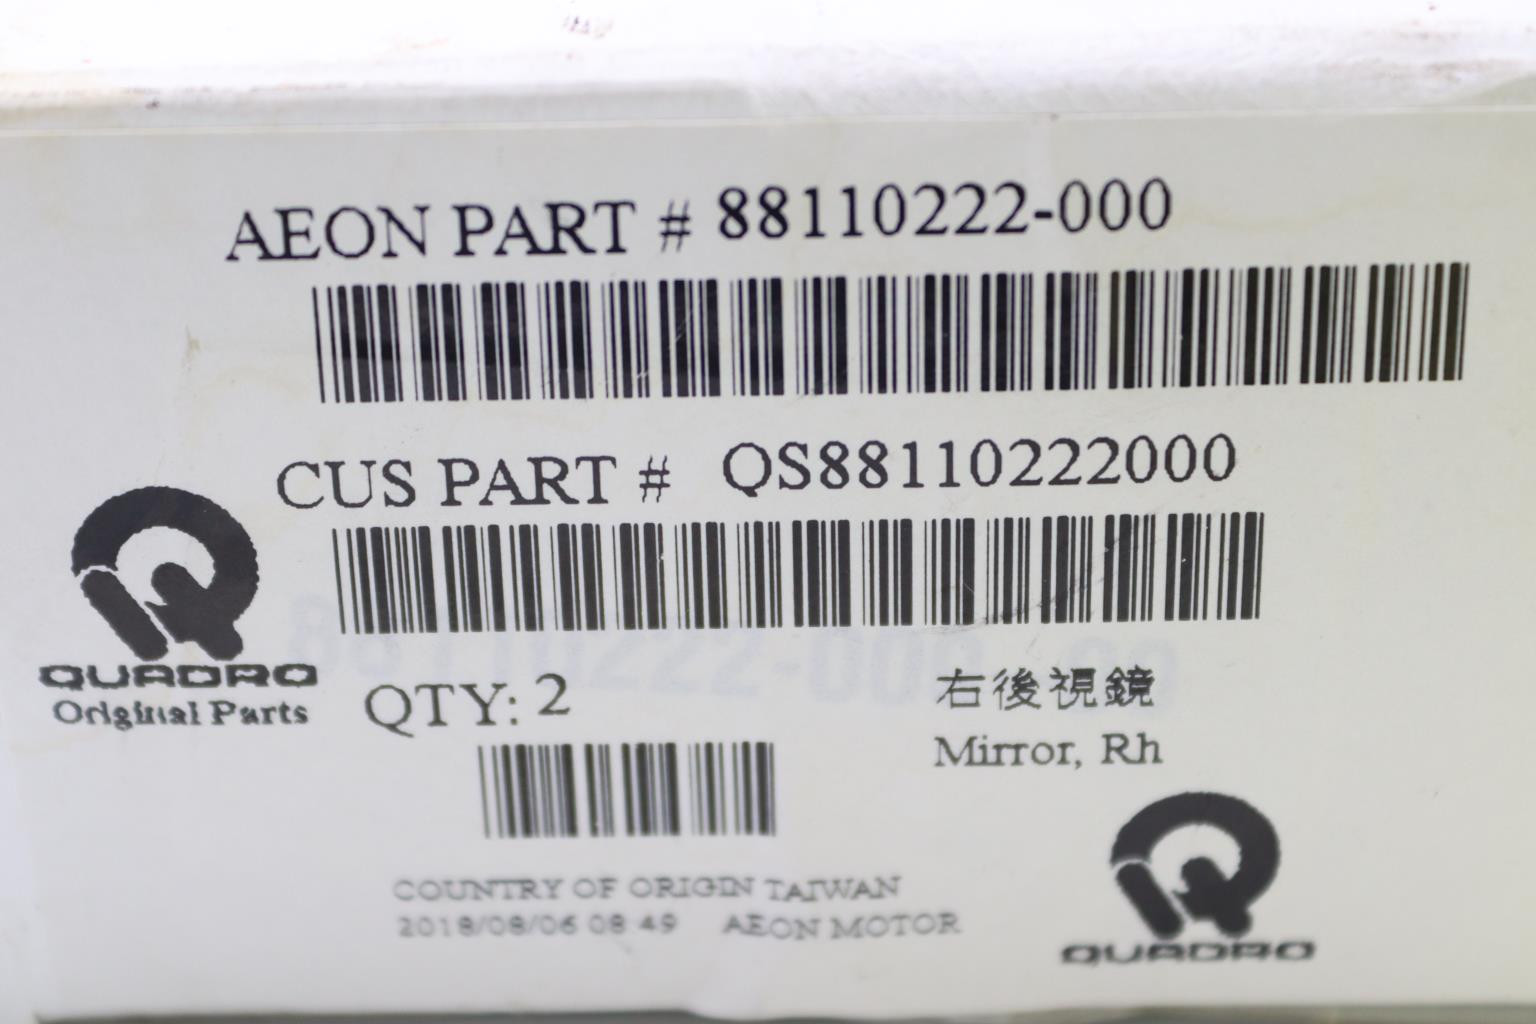 AEON PART # 88110222-000
CUS PART # QS88110222000
QUADRO
Original Parts
QTY: 2
右後視鏡
Mirror, Rh
COUNTRY OF ORIGIN TAIWAN
2018/08/06 08:49 AEON MOTOR
QUADRO